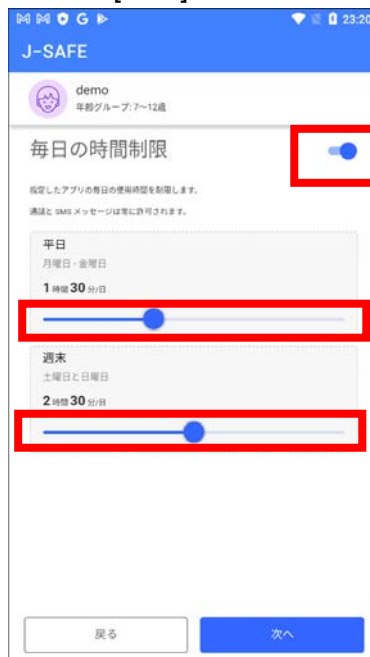 23:20
J-SAFE
demo
年齢グループ: 7~12歳
毎日の時間制限
指定したアプリの毎日の使用時間を制限します。
通話と SMS メッセージは常に許可されます。
平日
月曜日 - 金曜日
1 時間 30 分/日
週末
土曜日と日曜日
2 時間 30 分/日
戻る
次へ